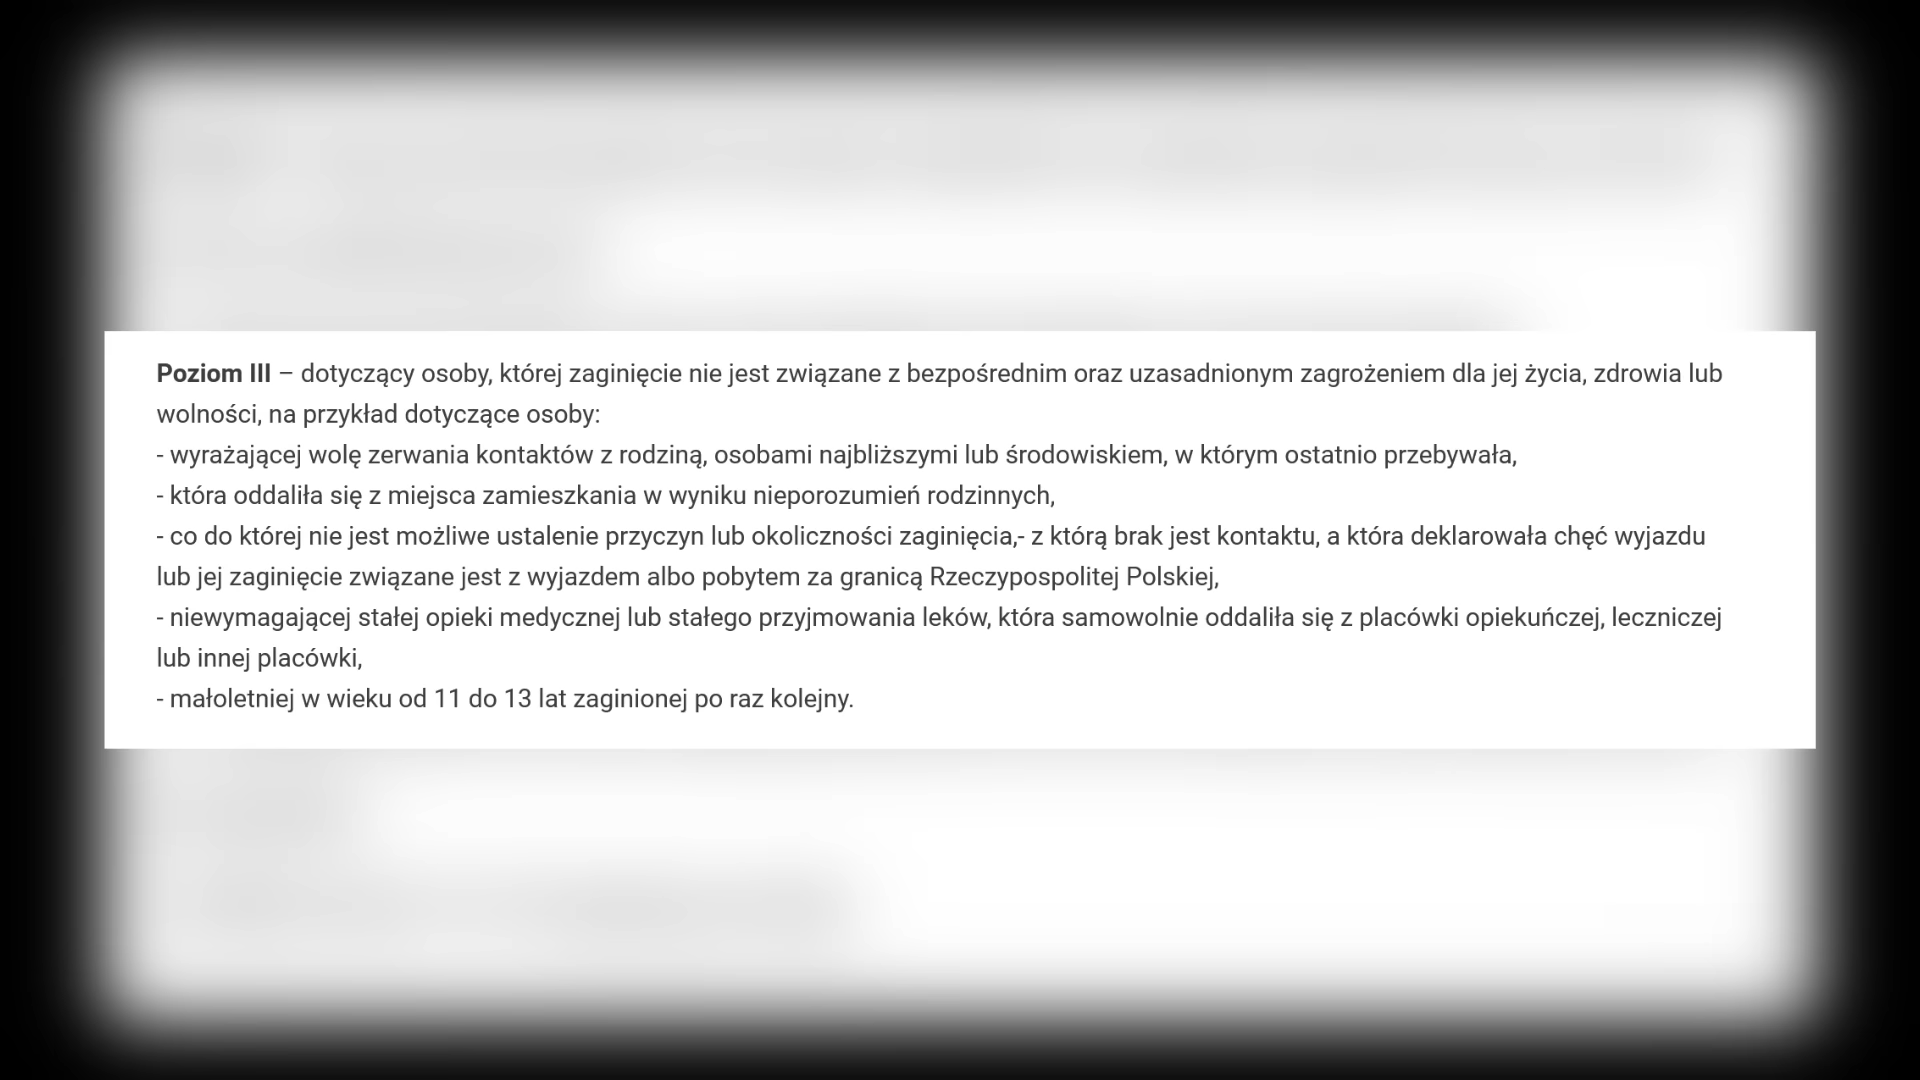 Poziom III – dotyczący osoby, której zaginięcie nie jest związane z bezpośrednim oraz uzasadnionym zagrożeniem dla jej życia, zdrowia lub
wolności, na przykład dotyczące osoby:
- wyrażającej wolę zerwania kontaktów z rodziną, osobami najbliższymi lub środowiskiem, w którym ostatnio przebywała,
- która oddaliła się z miejsca zamieszkania w wyniku nieporozumień rodzinnych,
- co do której nie jest możliwe ustalenie przyczyn lub okoliczności zaginięcia,- z którą brak jest kontaktu, a która deklarowała chęć wyjazdu
lub jej zaginięcie związane jest z wyjazdem albo pobytem za granicą Rzeczypospolitej Polskiej,
- niewymagającej stałej opieki medycznej lub stałego przyjmowania leków, która samowolnie oddaliła się z placówki opiekuńczej, leczniczej
lub innej placówki,
- małoletniej w wieku od 11 do 13 lat zaginionej po raz kolejny.